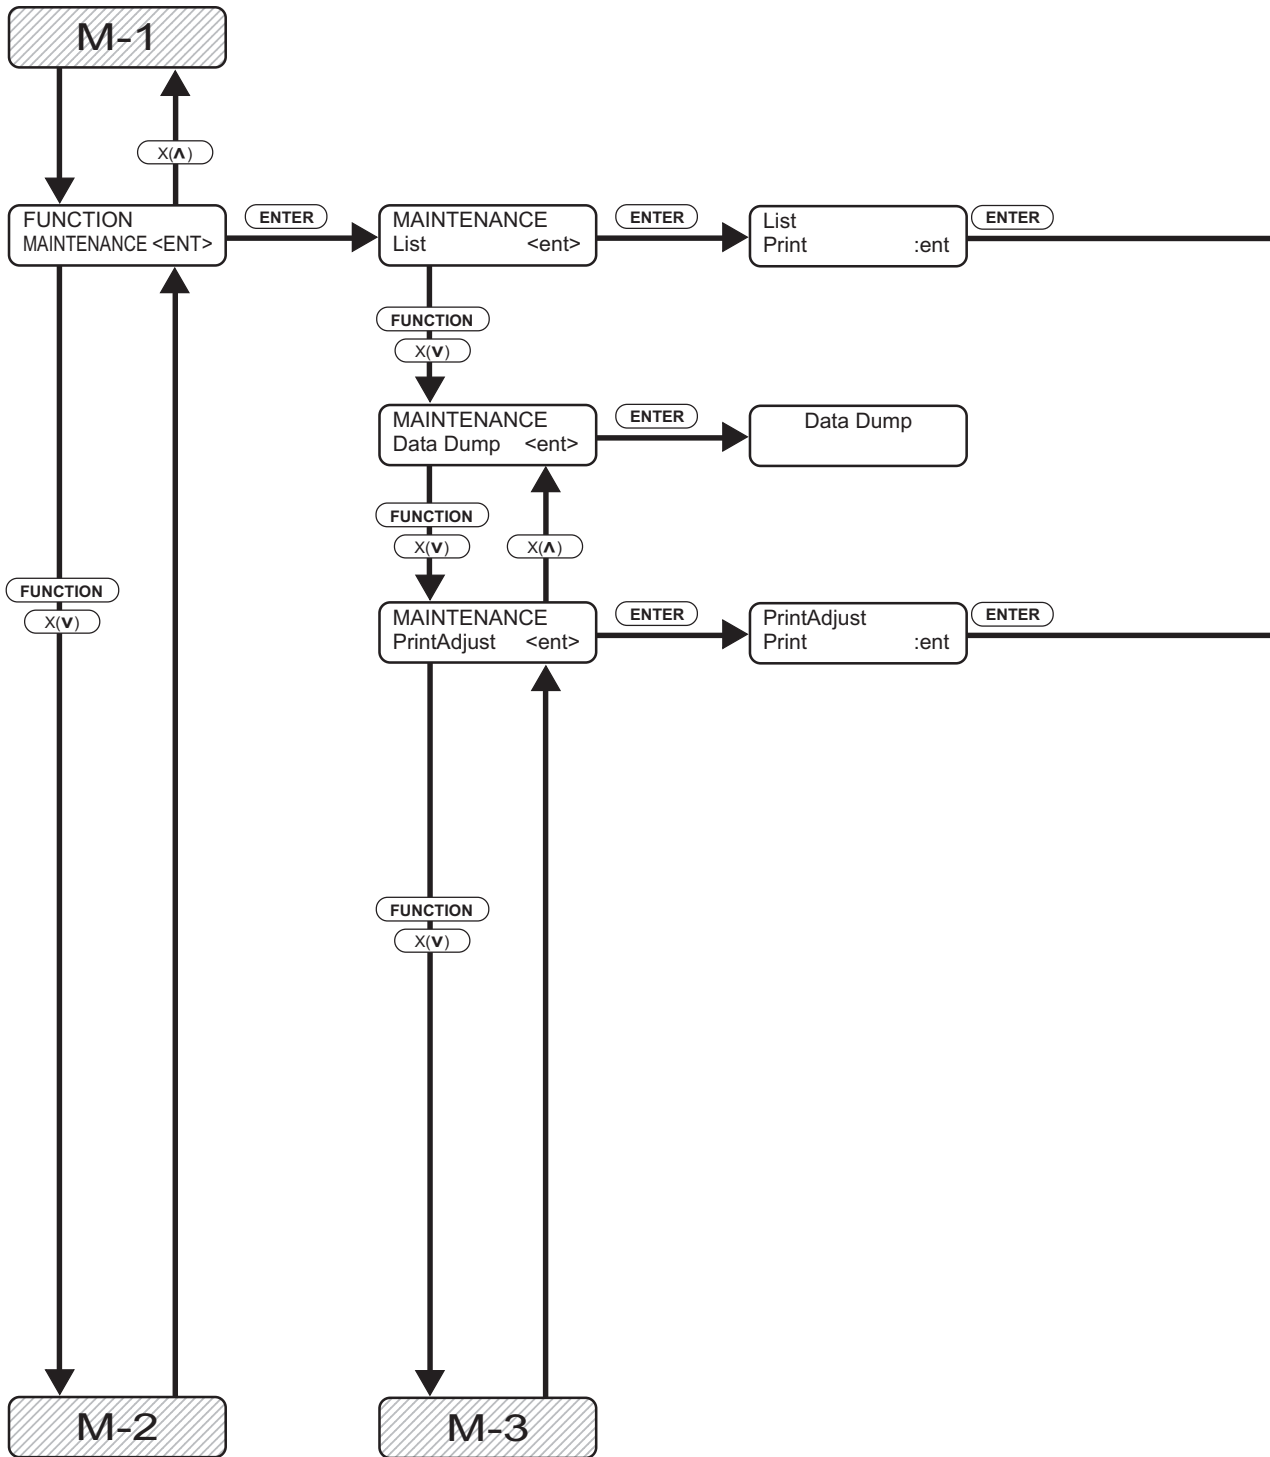 M-1
X(∧)
FUNCTION
MAINTENANCE <ENT>
ENTER
MAINTENANCE
List <ent>
ENTER
List
Print :ent
ENTER
FUNCTION
X(∨)
MAINTENANCE
Data Dump <ent>
ENTER
Data Dump
FUNCTION
X(∨)
X(∧)
FUNCTION
X(∨)
MAINTENANCE
PrintAdjust <ent>
ENTER
PrintAdjust
Print :ent
ENTER
FUNCTION
X(∨)
M-2
M-3